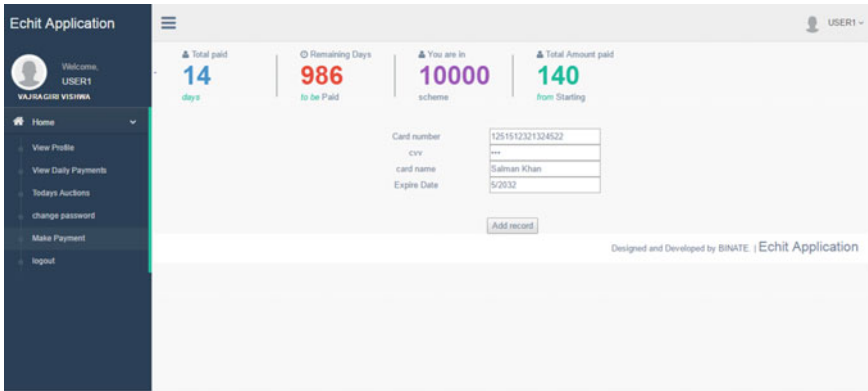 Echit Application
USER1
Welcome,
USER1
VAJRAGIRI VISHWA
Home
View Profile
View Daily Payments
Todays Auctions
change password
Make Payment
logout
Total paid
14
days
Remaining Days
986
to be Paid
You are in
10000
scheme
Total Amount paid
140
from Starting
Card number 1251512321324522
cvv •••
card name Salman Khan
Expire Date 5/2032
Add record
Designed and Developed by BINATE. | Echit Application